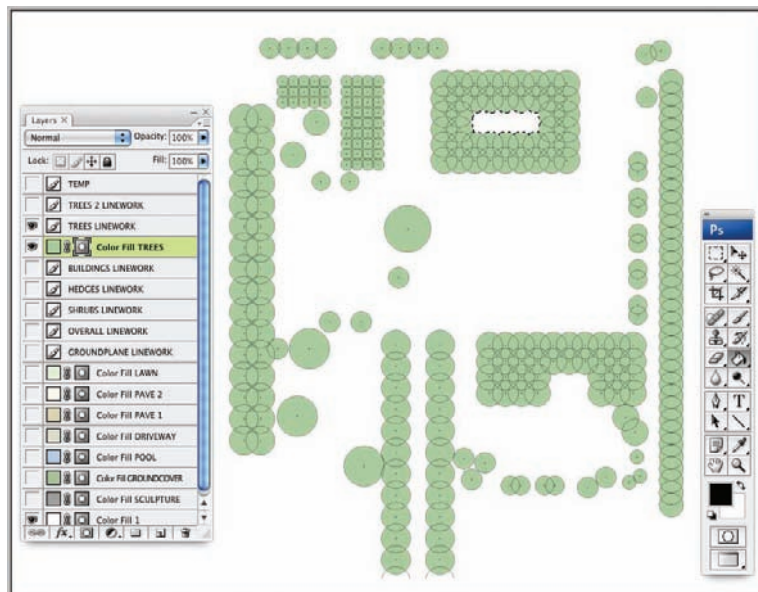 Layers X
Normal Opacity: 100%
Lock: Fill: 100%
TEMP
TREES 2 LINEWORK
TREES LINEWORK
Color Fill TREES
BUILDINGS LINEWORK
HEDGES LINEWORK
SHRUBS LINEWORK
OVERALL LINEWORK
GROUNDPLANE LINEWORK
Color Fill LAWN
Color Fill PAVE 2
Color Fill PAVE 1
Color Fill DRIVEWAY
Color Fill POOL
Color Fill GROUNDCOVER
Color Fill SCULPTURE
Color Fill 1
fx.
Ps
T